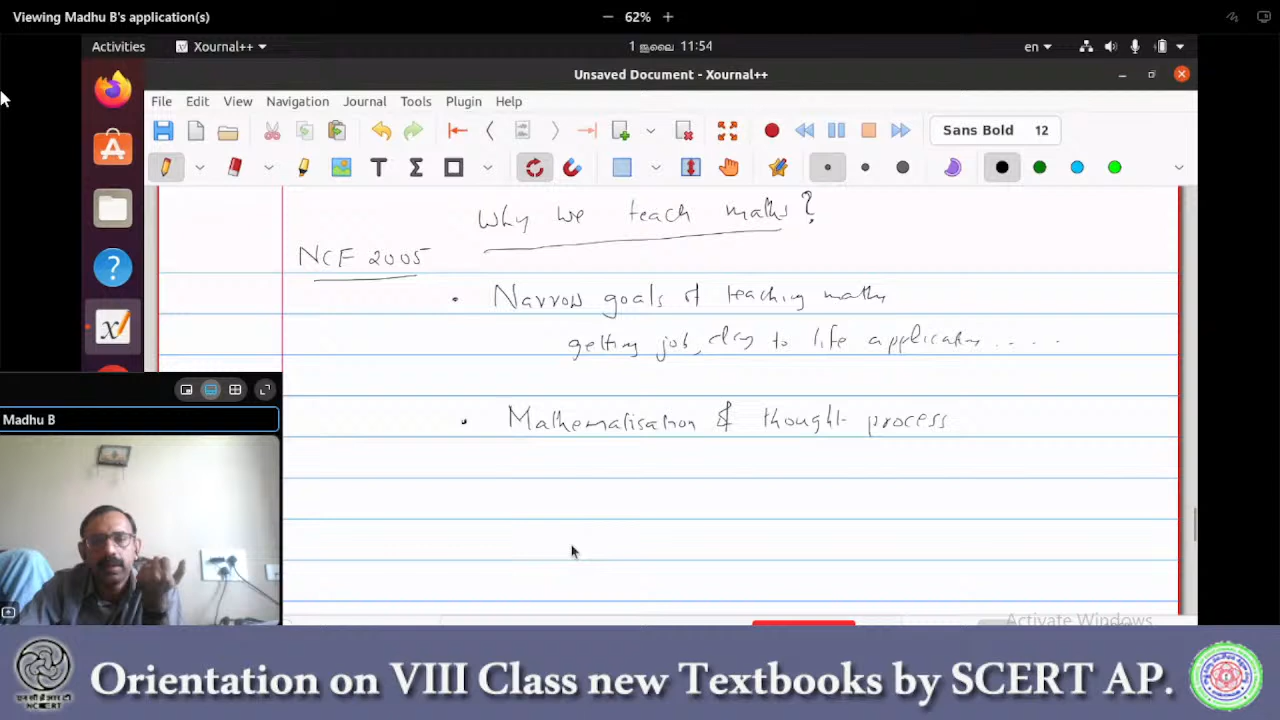 Viewing Madhu B's application(s)
62%
Activities
Xournal++
11:54
en
Unsaved Document - Xournal++
File Edit View Navigation Journal Tools Plugin Help
Sans Bold 12
Why we teach maths?
NCF 2005
• Narrow goals of teaching maths
getting job, day to life application.....
Madhu B
• Mathematisation & thought process
Activate Windows
Orientation on VIII Class new Textbooks by SCERT AP.
NCERT